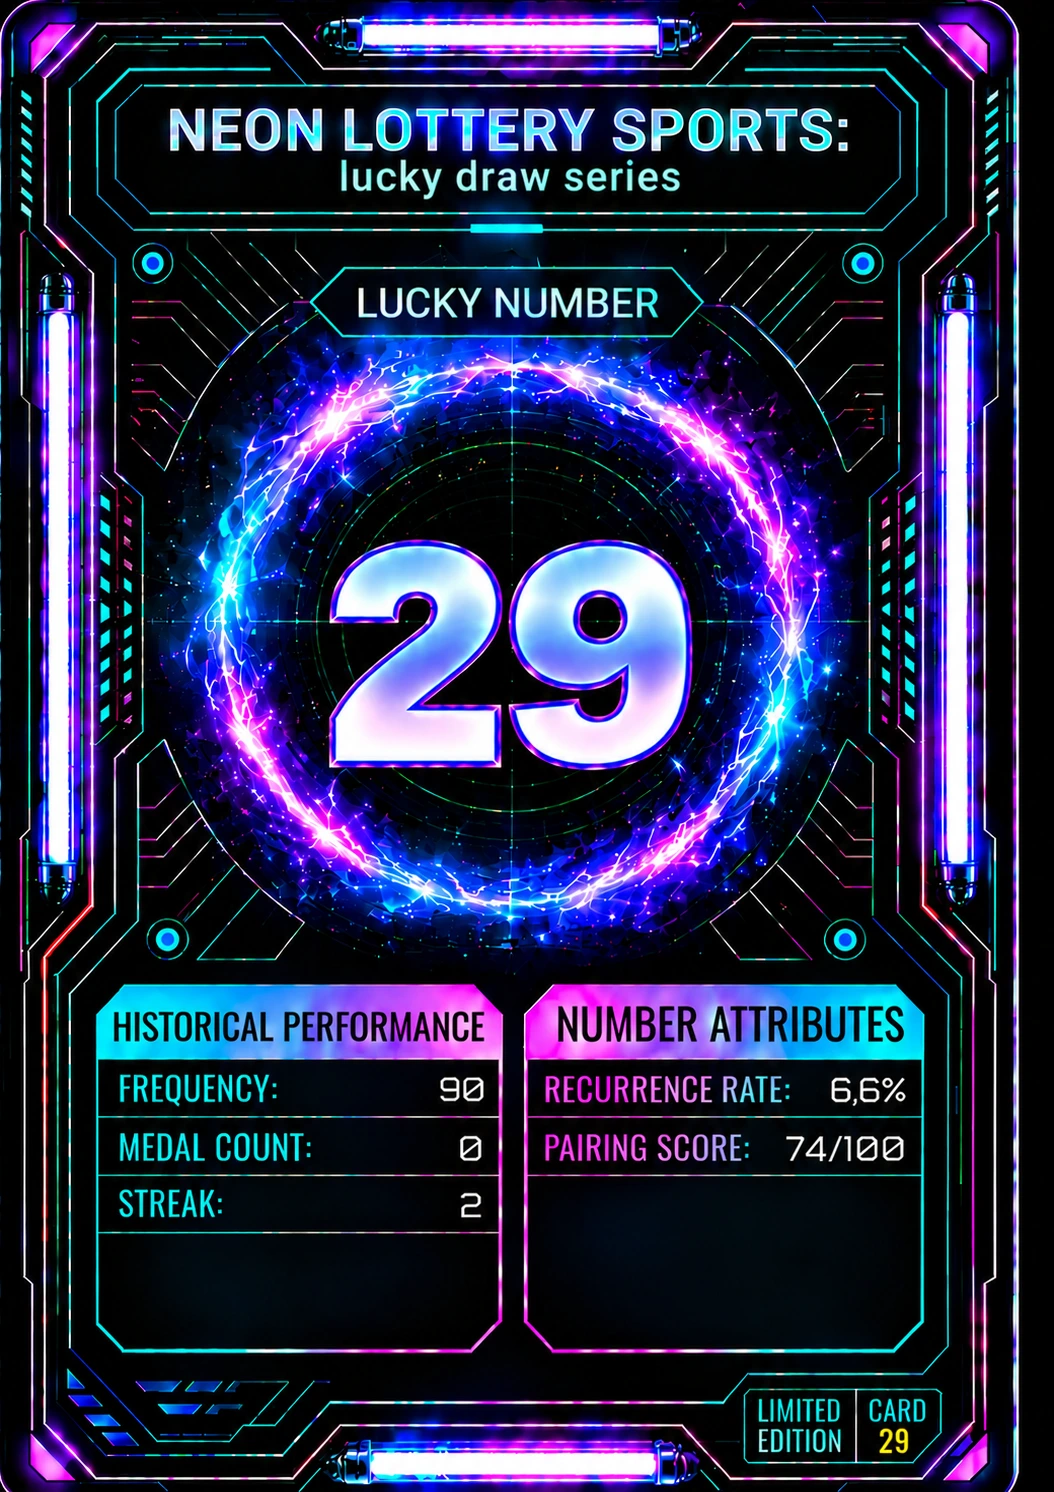 NEON LOTTERY SPORTS:
lucky draw series
LUCKY NUMBER
29
HISTORICAL PERFORMANCE
FREQUENCY: 90
MEDAL COUNT: 0
STREAK: 2
NUMBER ATTRIBUTES
RECURRENCE RATE: 6,6%
PAIRING SCORE: 74/100
LIMITED
EDITION
CARD
29